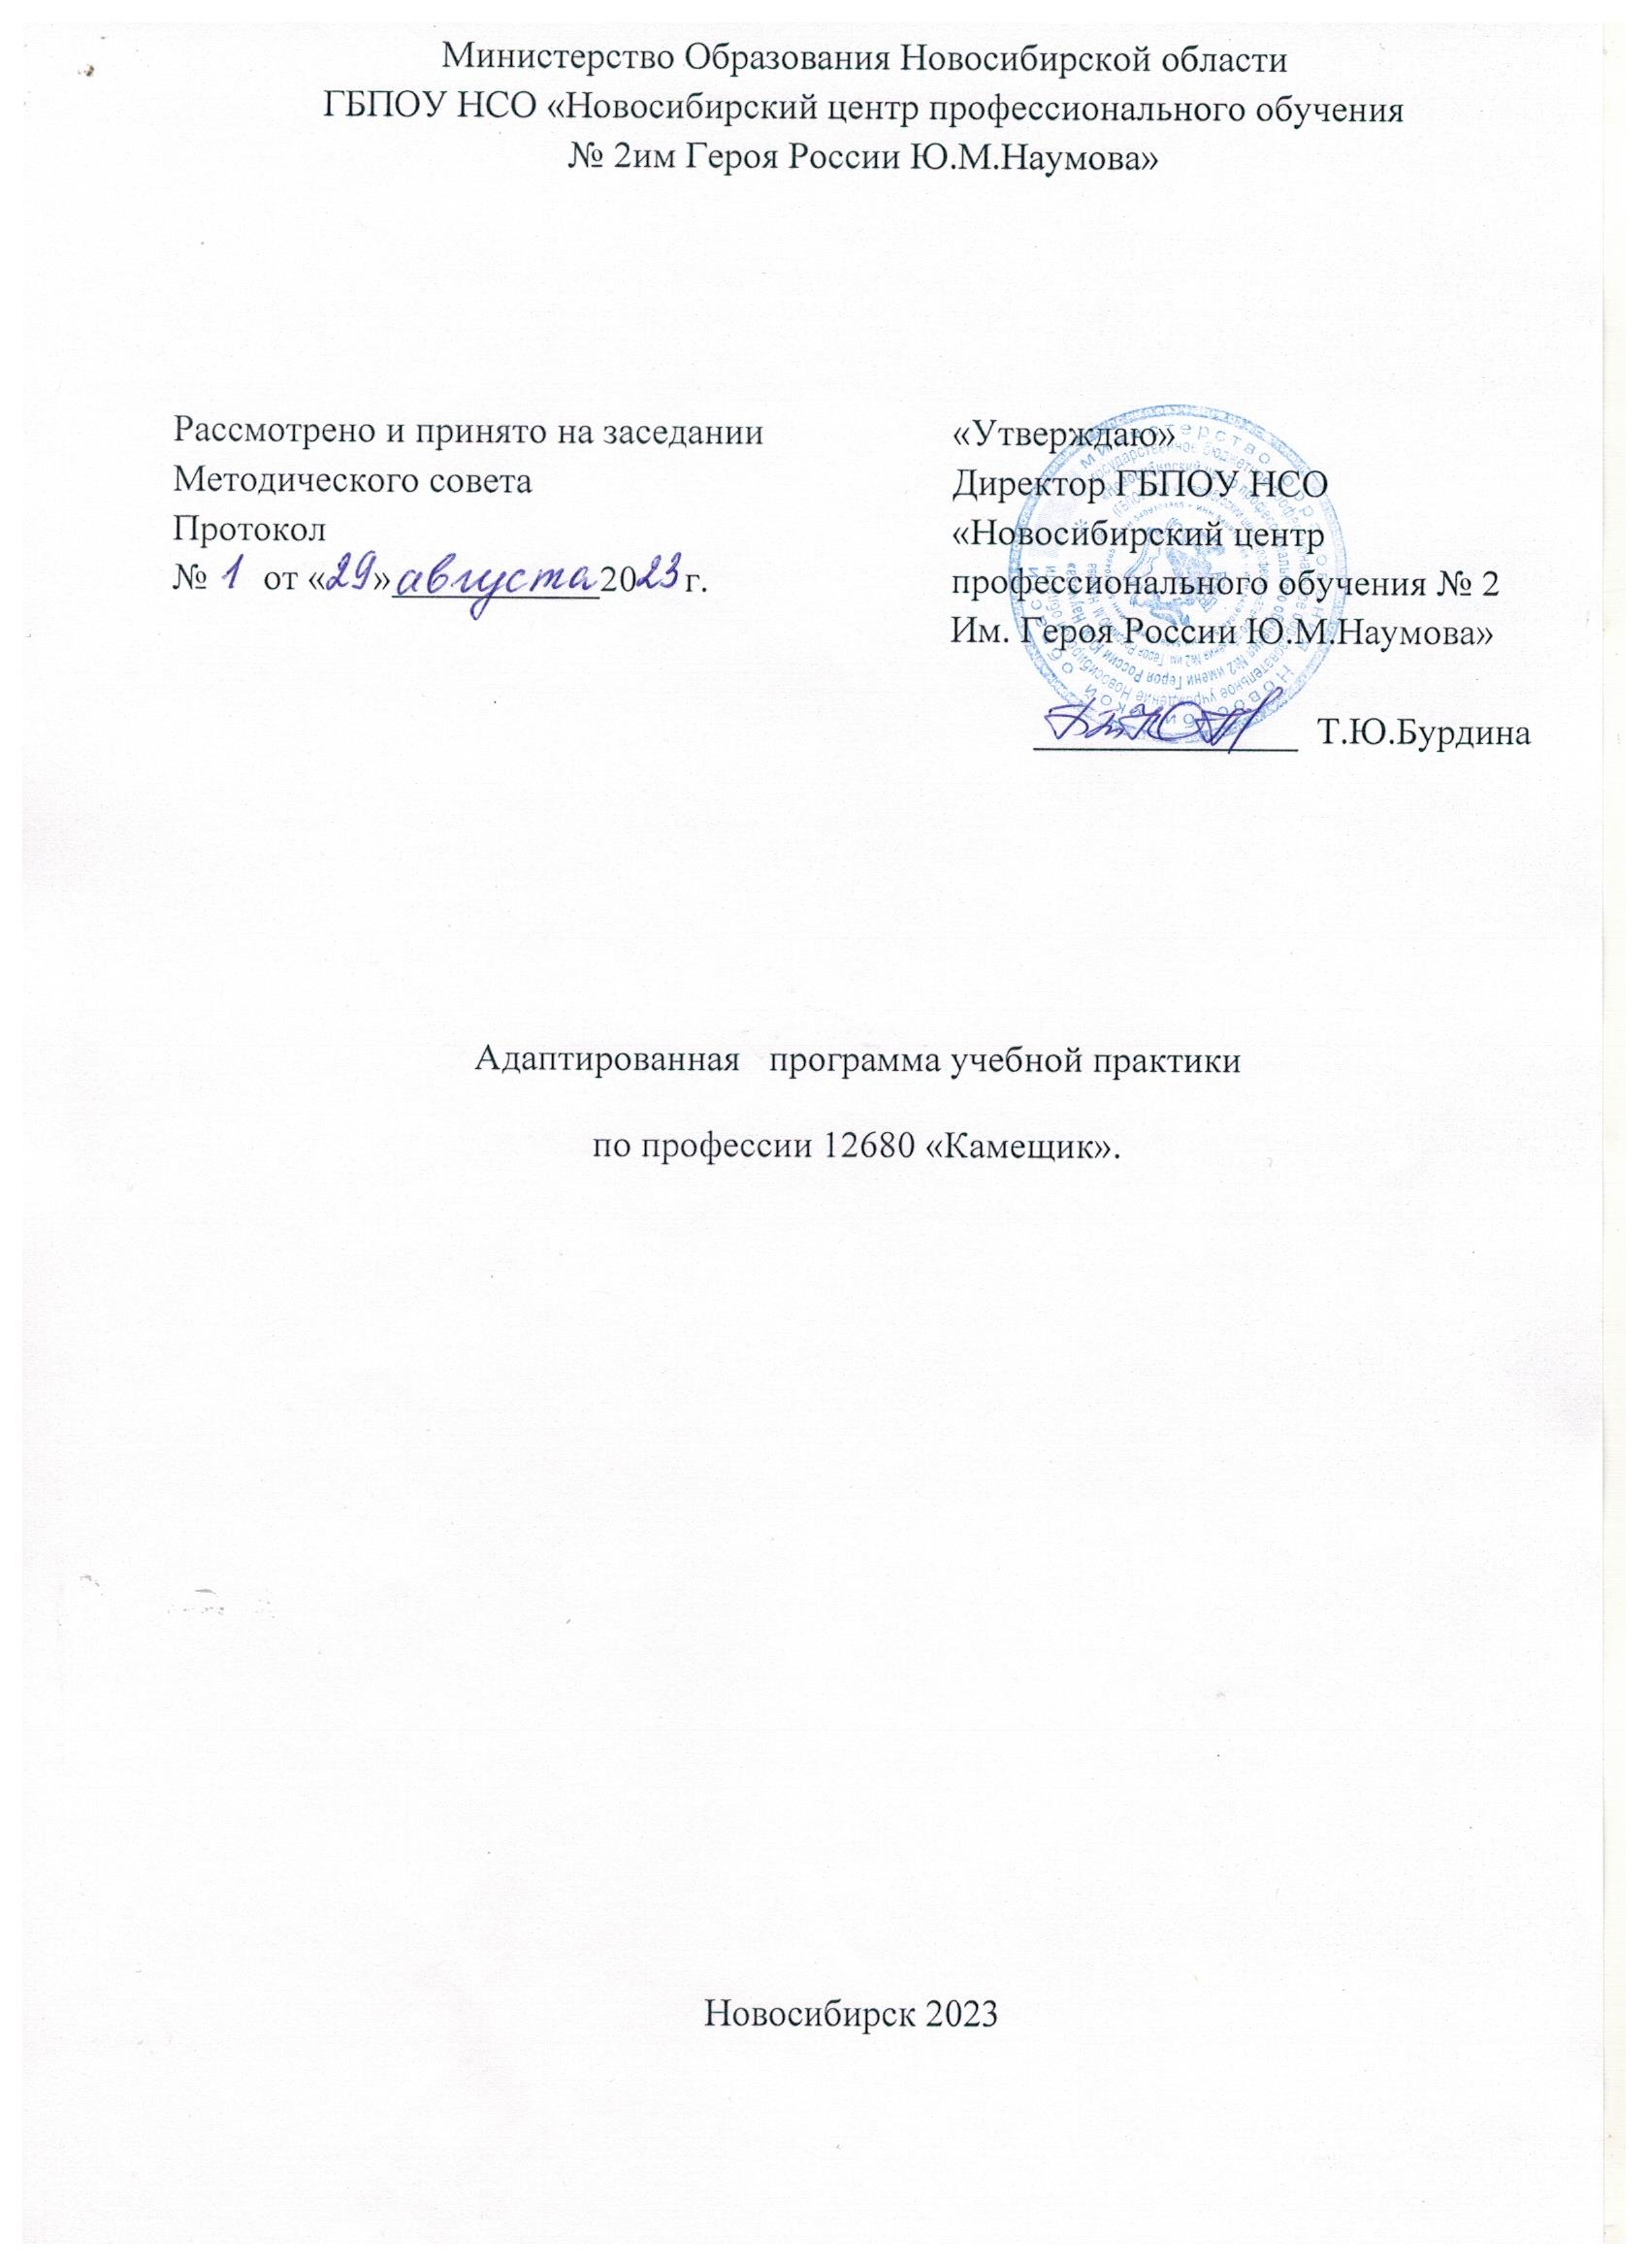 Министерство Образования Новосибирской области
ГБПОУ НСО «Новосибирский центр профессионального обучения
№ 2им Героя России Ю.М.Наумова»
Рассмотрено и принято на заседании
Методического совета
Протокол
№ 1 от «29» августа 2023 г.
«Утверждаю»
Директор ГБПОУ НСО
«Новосибирский центр
профессионального обучения № 2
Им. Героя России Ю.М.Наумова»
Т.Ю.Бурдина
Адаптированная программа учебной практики
по профессии 12680 «Камещик».
Новосибирск 2023